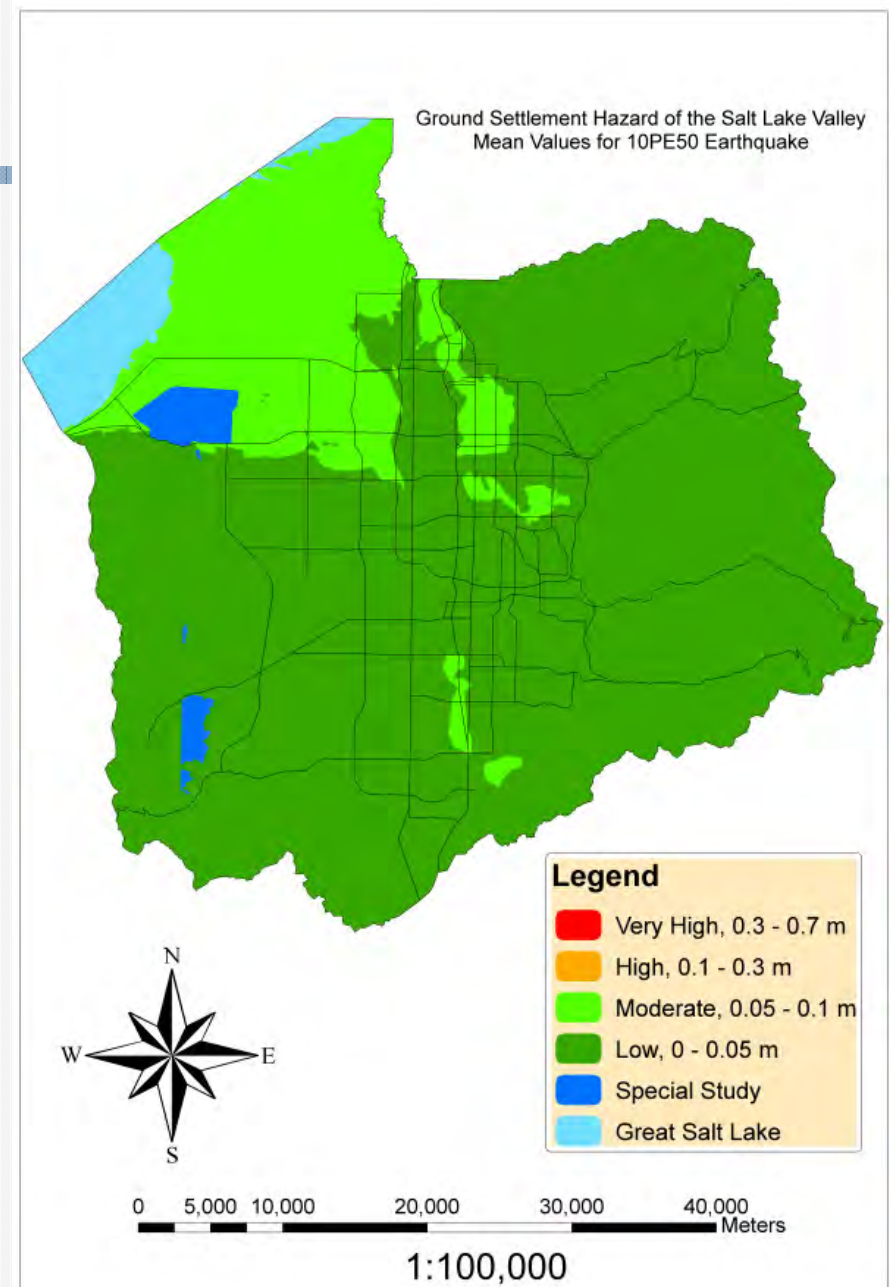 Ground Settlement Hazard of the Salt Lake Valley
Mean Values for 10PE50 Earthquake
Legend
Very High, 0.3 - 0.7 m
High, 0.1 - 0.3 m
Moderate, 0.05 - 0.1 m
Low, 0 - 0.05 m
Special Study
Great Salt Lake
N
W E
S
0 5,000 10,000 20,000 30,000 40,000
Meters
1:100,000